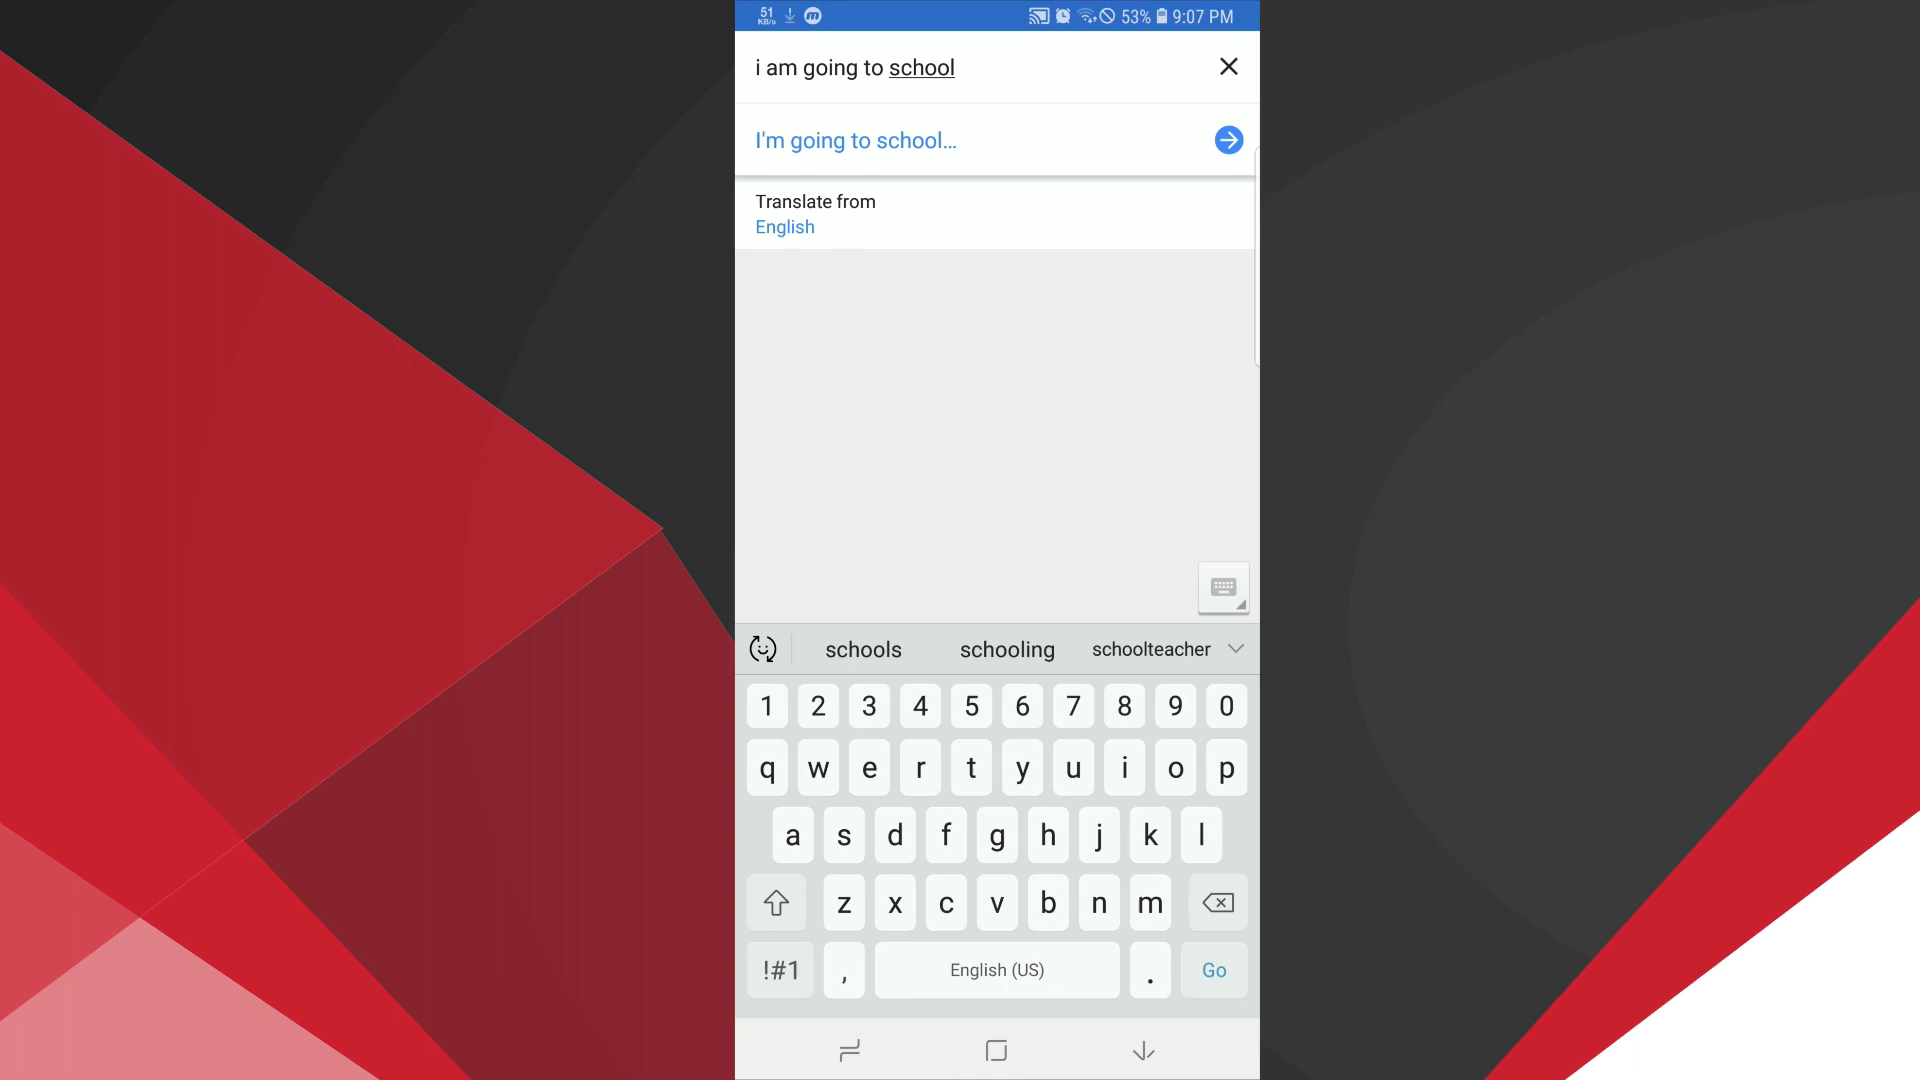 51
KB/s
53%
9:07 PM
i am going to school
I'm going to school...
Translate from
English
schools schooling schoolteacher
1 2 3 4 5 6 7 8 9 0
q w e r t y u i o p
a s d f g h j k l
z x c v b n m
!#1 , English (US) . Go